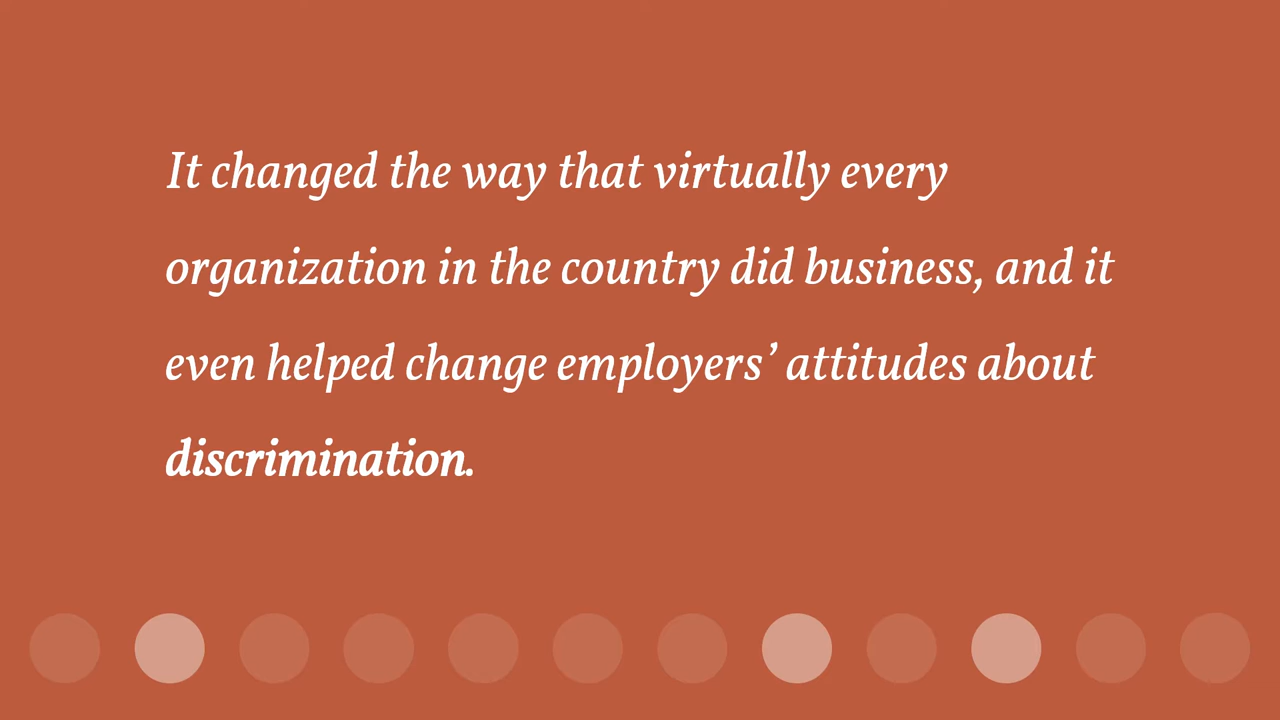 It changed the way that virtually every
organization in the country did business, and it
even helped change employers’ attitudes about
discrimination.